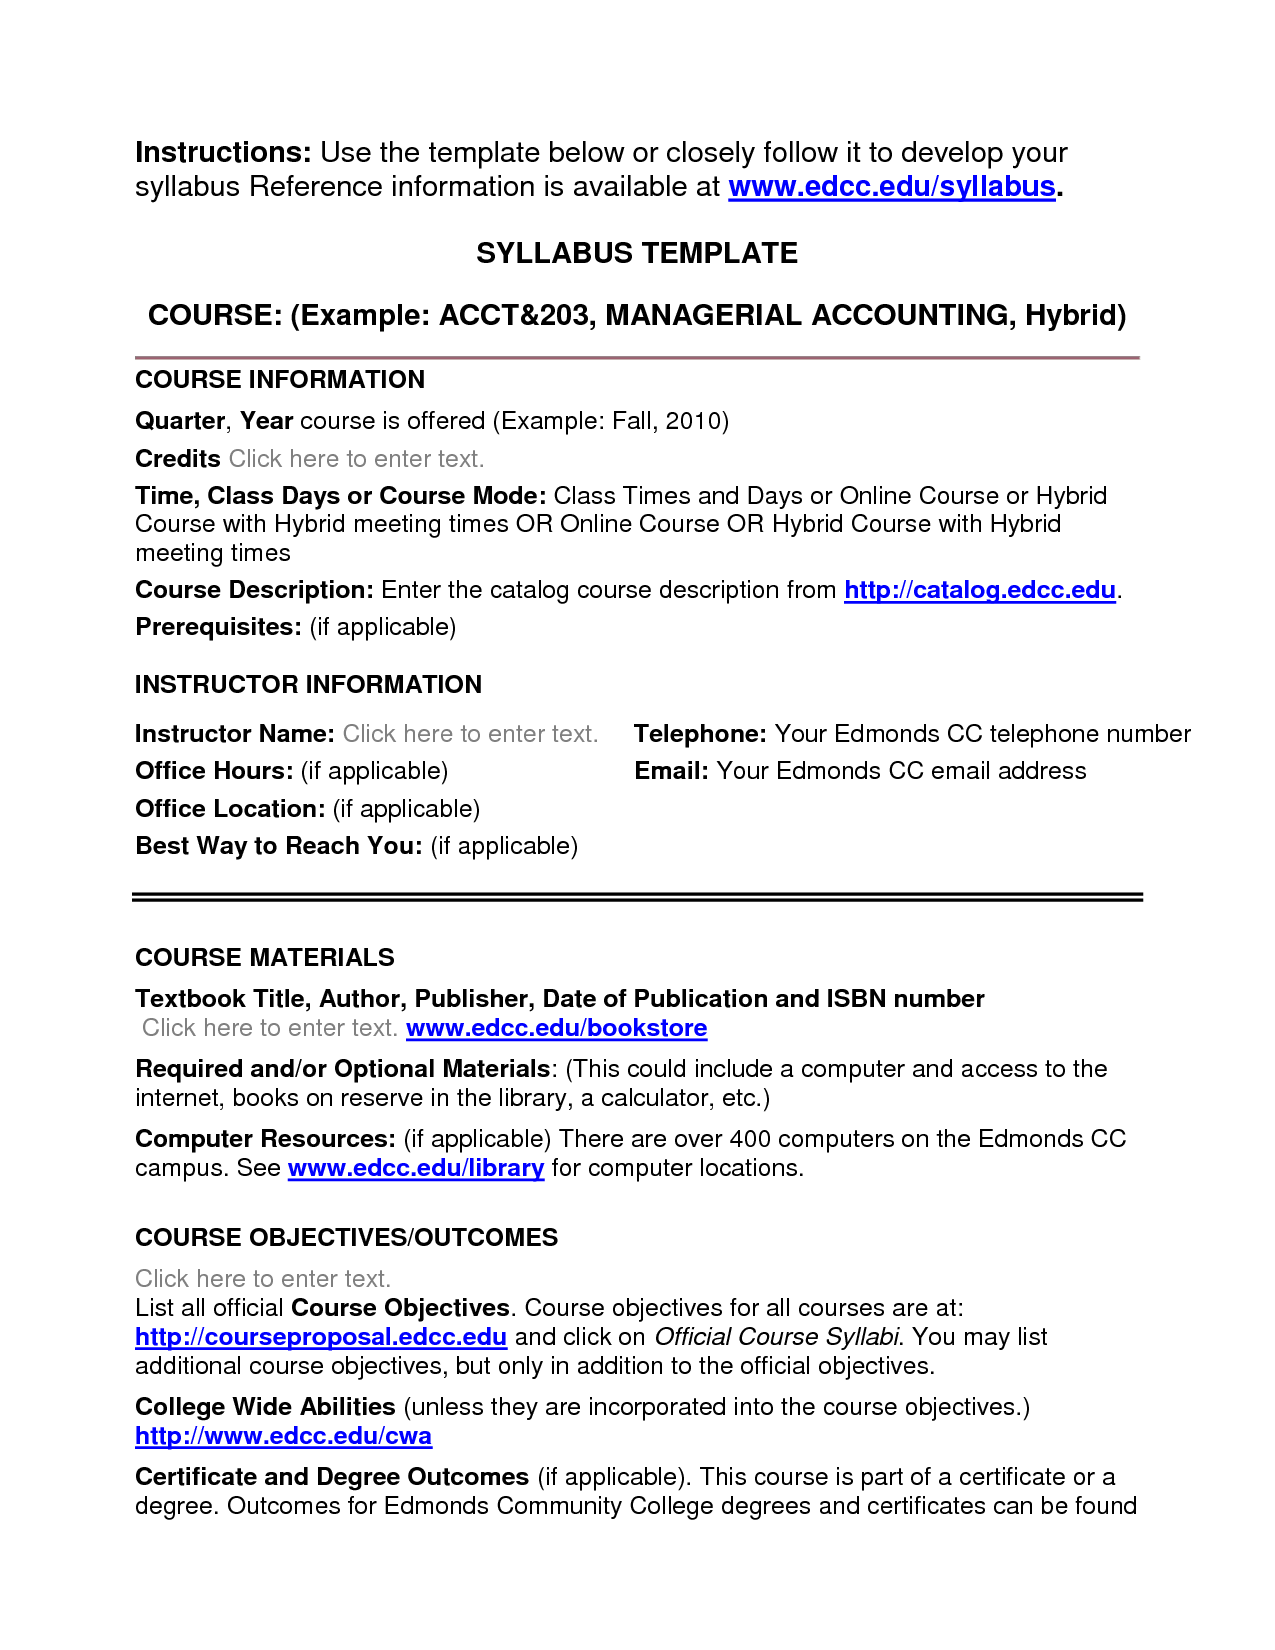 Instructions: Use the template below or closely follow it to develop your
syllabus Reference information is available at www.edcc.edu/syllabus.
SYLLABUS TEMPLATE
COURSE: (Example: ACCT&203, MANAGERIAL ACCOUNTING, Hybrid)
COURSE INFORMATION
Quarter, Year course is offered (Example: Fall, 2010)
Credits Click here to enter text.
Time, Class Days or Course Mode: Class Times and Days or Online Course or Hybrid
Course with Hybrid meeting times OR Online Course OR Hybrid Course with Hybrid
meeting times
Course Description: Enter the catalog course description from http://catalog.edcc.edu.
Prerequisites: (if applicable)
INSTRUCTOR INFORMATION
Instructor Name: Click here to enter text. Telephone: Your Edmonds CC telephone number
Office Hours: (if applicable) Email: Your Edmonds CC email address
Office Location: (if applicable)
Best Way to Reach You: (if applicable)
COURSE MATERIALS
Textbook Title, Author, Publisher, Date of Publication and ISBN number
Click here to enter text. www.edcc.edu/bookstore
Required and/or Optional Materials: (This could include a computer and access to the
internet, books on reserve in the library, a calculator, etc.)
Computer Resources: (if applicable) There are over 400 computers on the Edmonds CC
campus. See www.edcc.edu/library for computer locations.
COURSE OBJECTIVES/OUTCOMES
Click here to enter text.
List all official Course Objectives. Course objectives for all courses are at:
http://courseproposal.edcc.edu and click on Official Course Syllabi. You may list
additional course objectives, but only in addition to the official objectives.
College Wide Abilities (unless they are incorporated into the course objectives.)
http://www.edcc.edu/cwa
Certificate and Degree Outcomes (if applicable). This course is part of a certificate or a
degree. Outcomes for Edmonds Community College degrees and certificates can be found